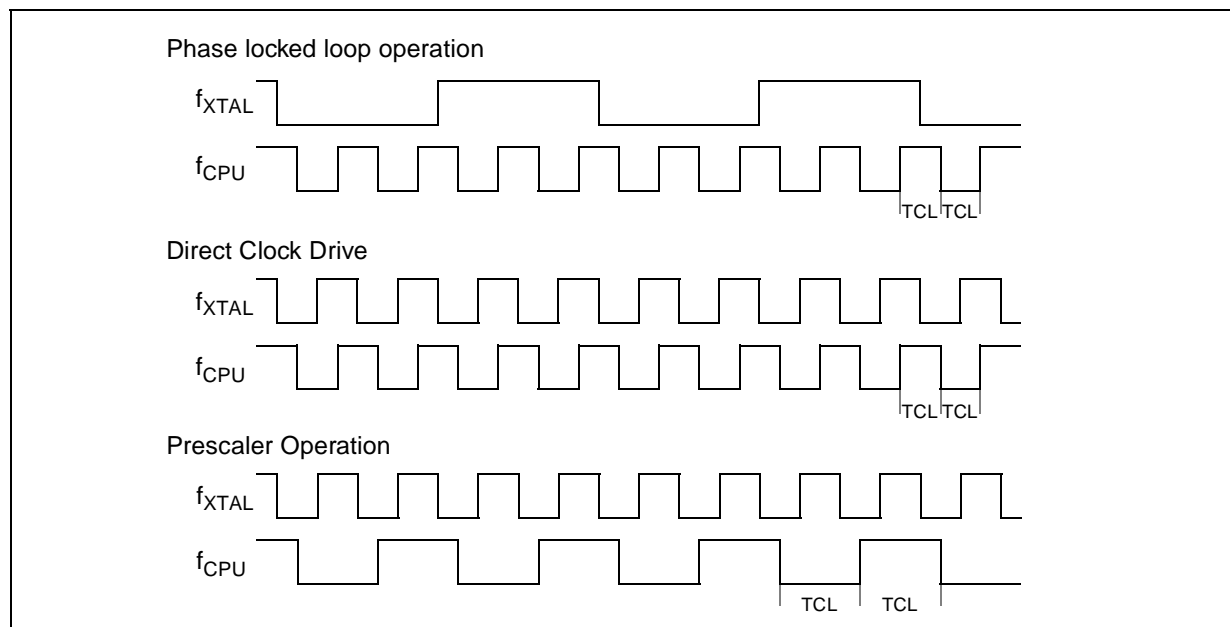 Phase locked loop operation
fXTAL
fCPU
TCL TCL
Direct Clock Drive
fXTAL
fCPU
TCL TCL
Prescaler Operation
fXTAL
fCPU
TCL TCL